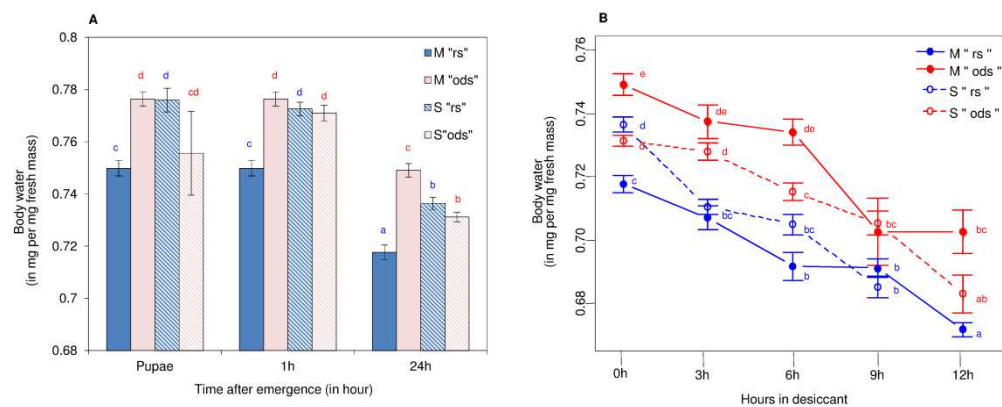 A
0.8
0.78
0.76
0.74
0.72
0.7
0.68
Body water
(in mg per mg fresh mass)
c
d
d
cd
c
d
d
d
a
c
b
b
M "rs"
M "ods"
S "rs"
S"ods"
Pupae
1h
24h
Time after emergence (in hour)
B
0.76
0.74
0.72
0.70
0.68
Body water
(in mg per mg fresh mass)
M " rs "
M " ods "
S " rs "
S " ods "
e
de
de
d
d
d
c
c
bc
bc
b
bc
bc
b
b
bc
ab
a
0h
3h
6h
9h
12h
Hours in desiccant